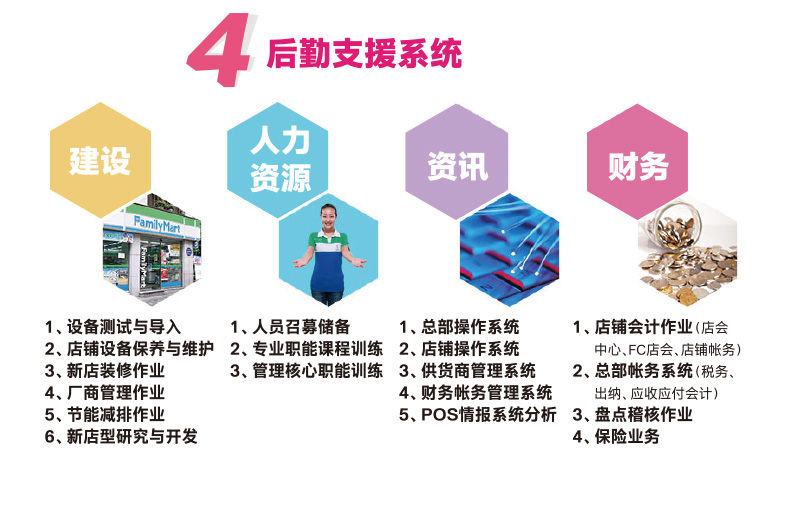 4 后勤支援系统
建设
FamilyMart
FamilyMart
1、设备测试与导入
2、店铺设备保养与维护
3、新店装修作业
4、厂商管理作业
5、节能减排作业
6、新店型研究与开发
人力
资源
1、人员召募储备
2、专业职能课程训练
3、管理核心职能训练
资讯
1、总部操作系统
2、店铺操作系统
3、供货商管理系统
4、财务帐务管理系统
5、POS情报系统分析
财务
1、店铺会计作业（店会
中心、FC店会、店铺帐务）
2、总部帐务系统（税务、
出纳、应收应付会计）
3、盘点稽核作业
4、保险业务